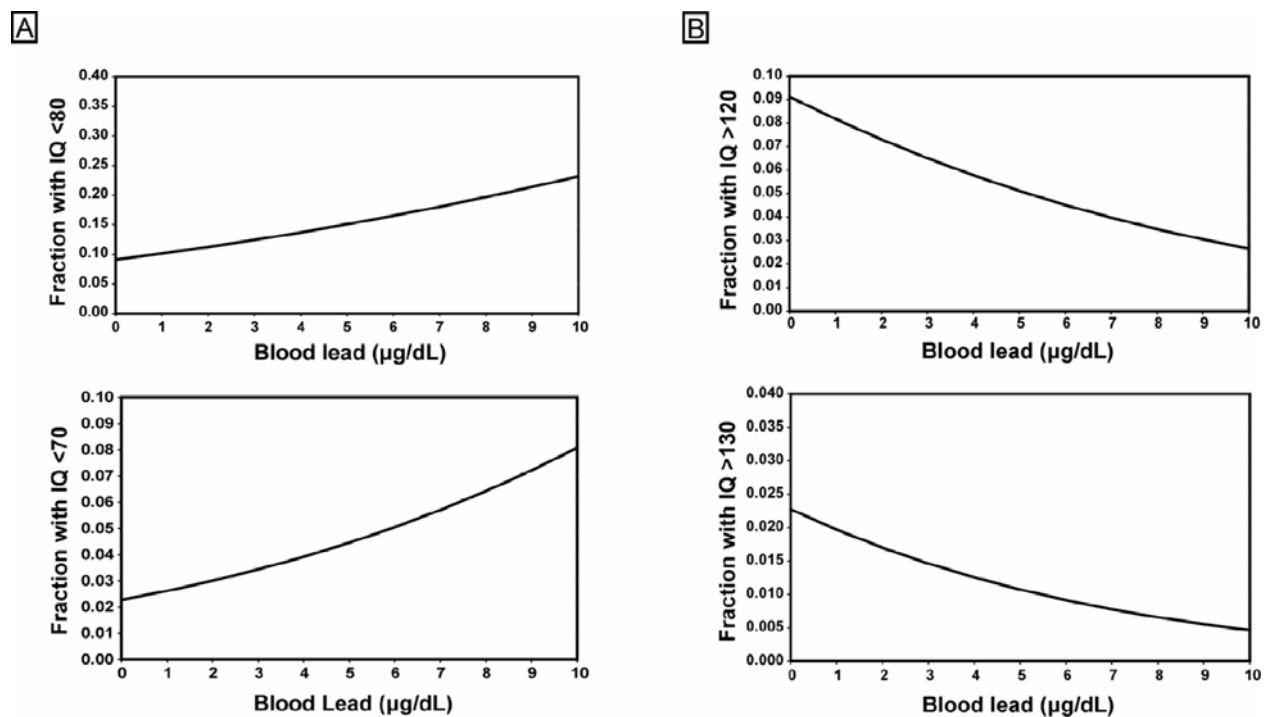 A
Fraction with IQ <80
0.40
0.35
0.30
0.25
0.20
0.15
0.10
0.05
0.00
0 1 2 3 4 5 6 7 8 9 10
Blood lead (µg/dL)
Fraction with IQ <70
0.10
0.09
0.08
0.07
0.06
0.05
0.04
0.03
0.02
0.01
0.00
0 1 2 3 4 5 6 7 8 9 10
Blood Lead (µg/dL)
B
Fraction with IQ >120
0.10
0.09
0.08
0.07
0.06
0.05
0.04
0.03
0.02
0.01
0.00
0 1 2 3 4 5 6 7 8 9 10
Blood lead (µg/dL)
Fraction with IQ >130
0.040
0.035
0.030
0.025
0.020
0.015
0.010
0.005
0.000
0 1 2 3 4 5 6 7 8 9 10
Blood lead (µg/dL)